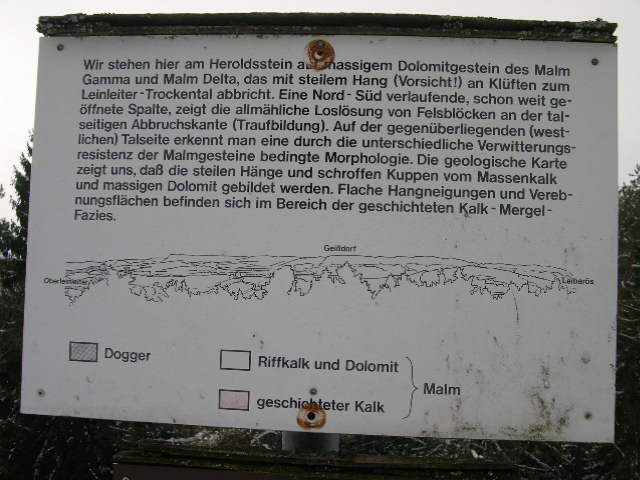 Wir stehen hier am Heroldsstein auf massigem Dolomitgestein des Malm
Gamma und Malm Delta, das mit steilem Hang (Vorsicht!) an Klüften zum
Leinleiter-Trockental abbricht. Eine Nord-Süd verlaufende, schon weit ge-
öffnete Spalte, zeigt die allmähliche Loslösung von Felsblöcken an der tal-
seitigen Abbruchskante (Traufbildung). Auf der gegenüberliegenden (west-
lichen) Talseite erkennt man eine durch die unterschiedliche Verwitterungs-
resistenz der Malmgesteine bedingte Morphologie. Die geologische Karte
zeigt uns, daß die steilen Hänge und schroffen Kuppen vom Massenkalk
und massigen Dolomit gebildet werden. Flache Hangneigungen und Vereb-
nungsflächen befinden sich im Bereich der geschichteten Kalk-Mergel-
Fazies.
Geißdorf
Oberleinleiter
Leibarös
Dogger
Riffkalk und Dolomit
geschichteter Kalk
Malm